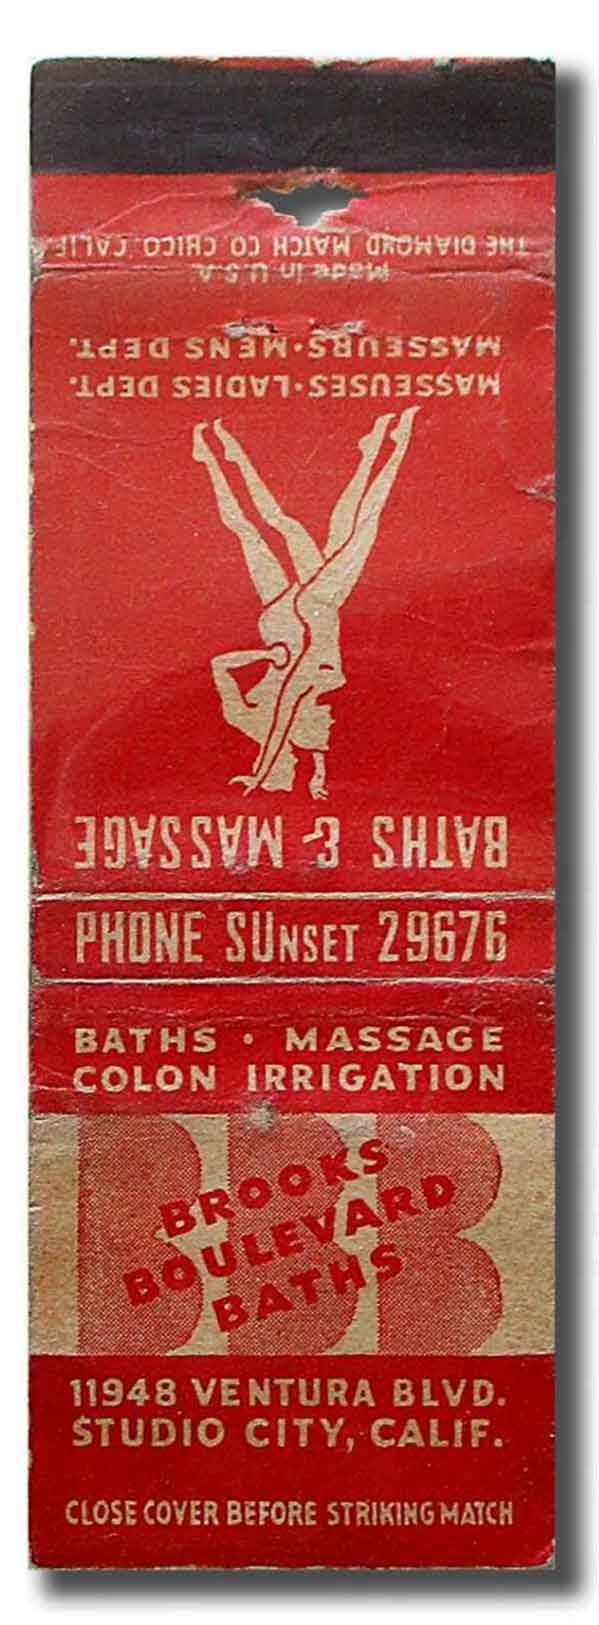 THE DIAMOND MATCH CO. CHICO, CALIF.
Made in U.S.A.
MASSEURS·MENS DEPT.
MASSEUSES·LADIES DEPT.
BATHS & MASSAGE
PHONE SUNSET 29676
BATHS · MASSAGE
COLON IRRIGATION
BBB
BROOKS
BOULEVARD
BATHS
11948 VENTURA BLVD.
STUDIO CITY, CALIF.
CLOSE COVER BEFORE STRIKING MATCH